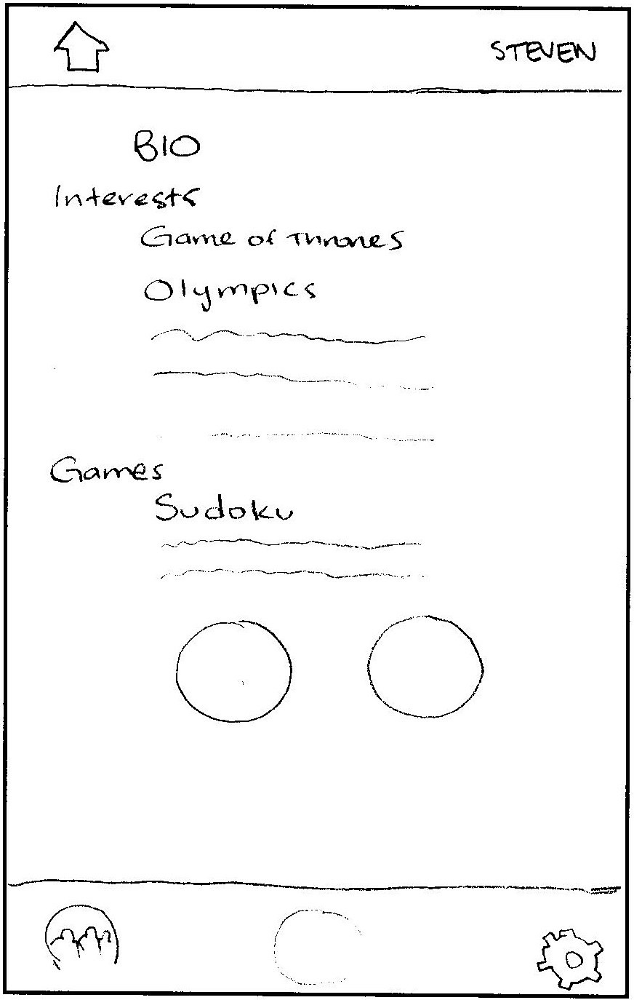 STEVEN
BIO
Interests
Game of Thrones
Olympics
Games
Sudoku